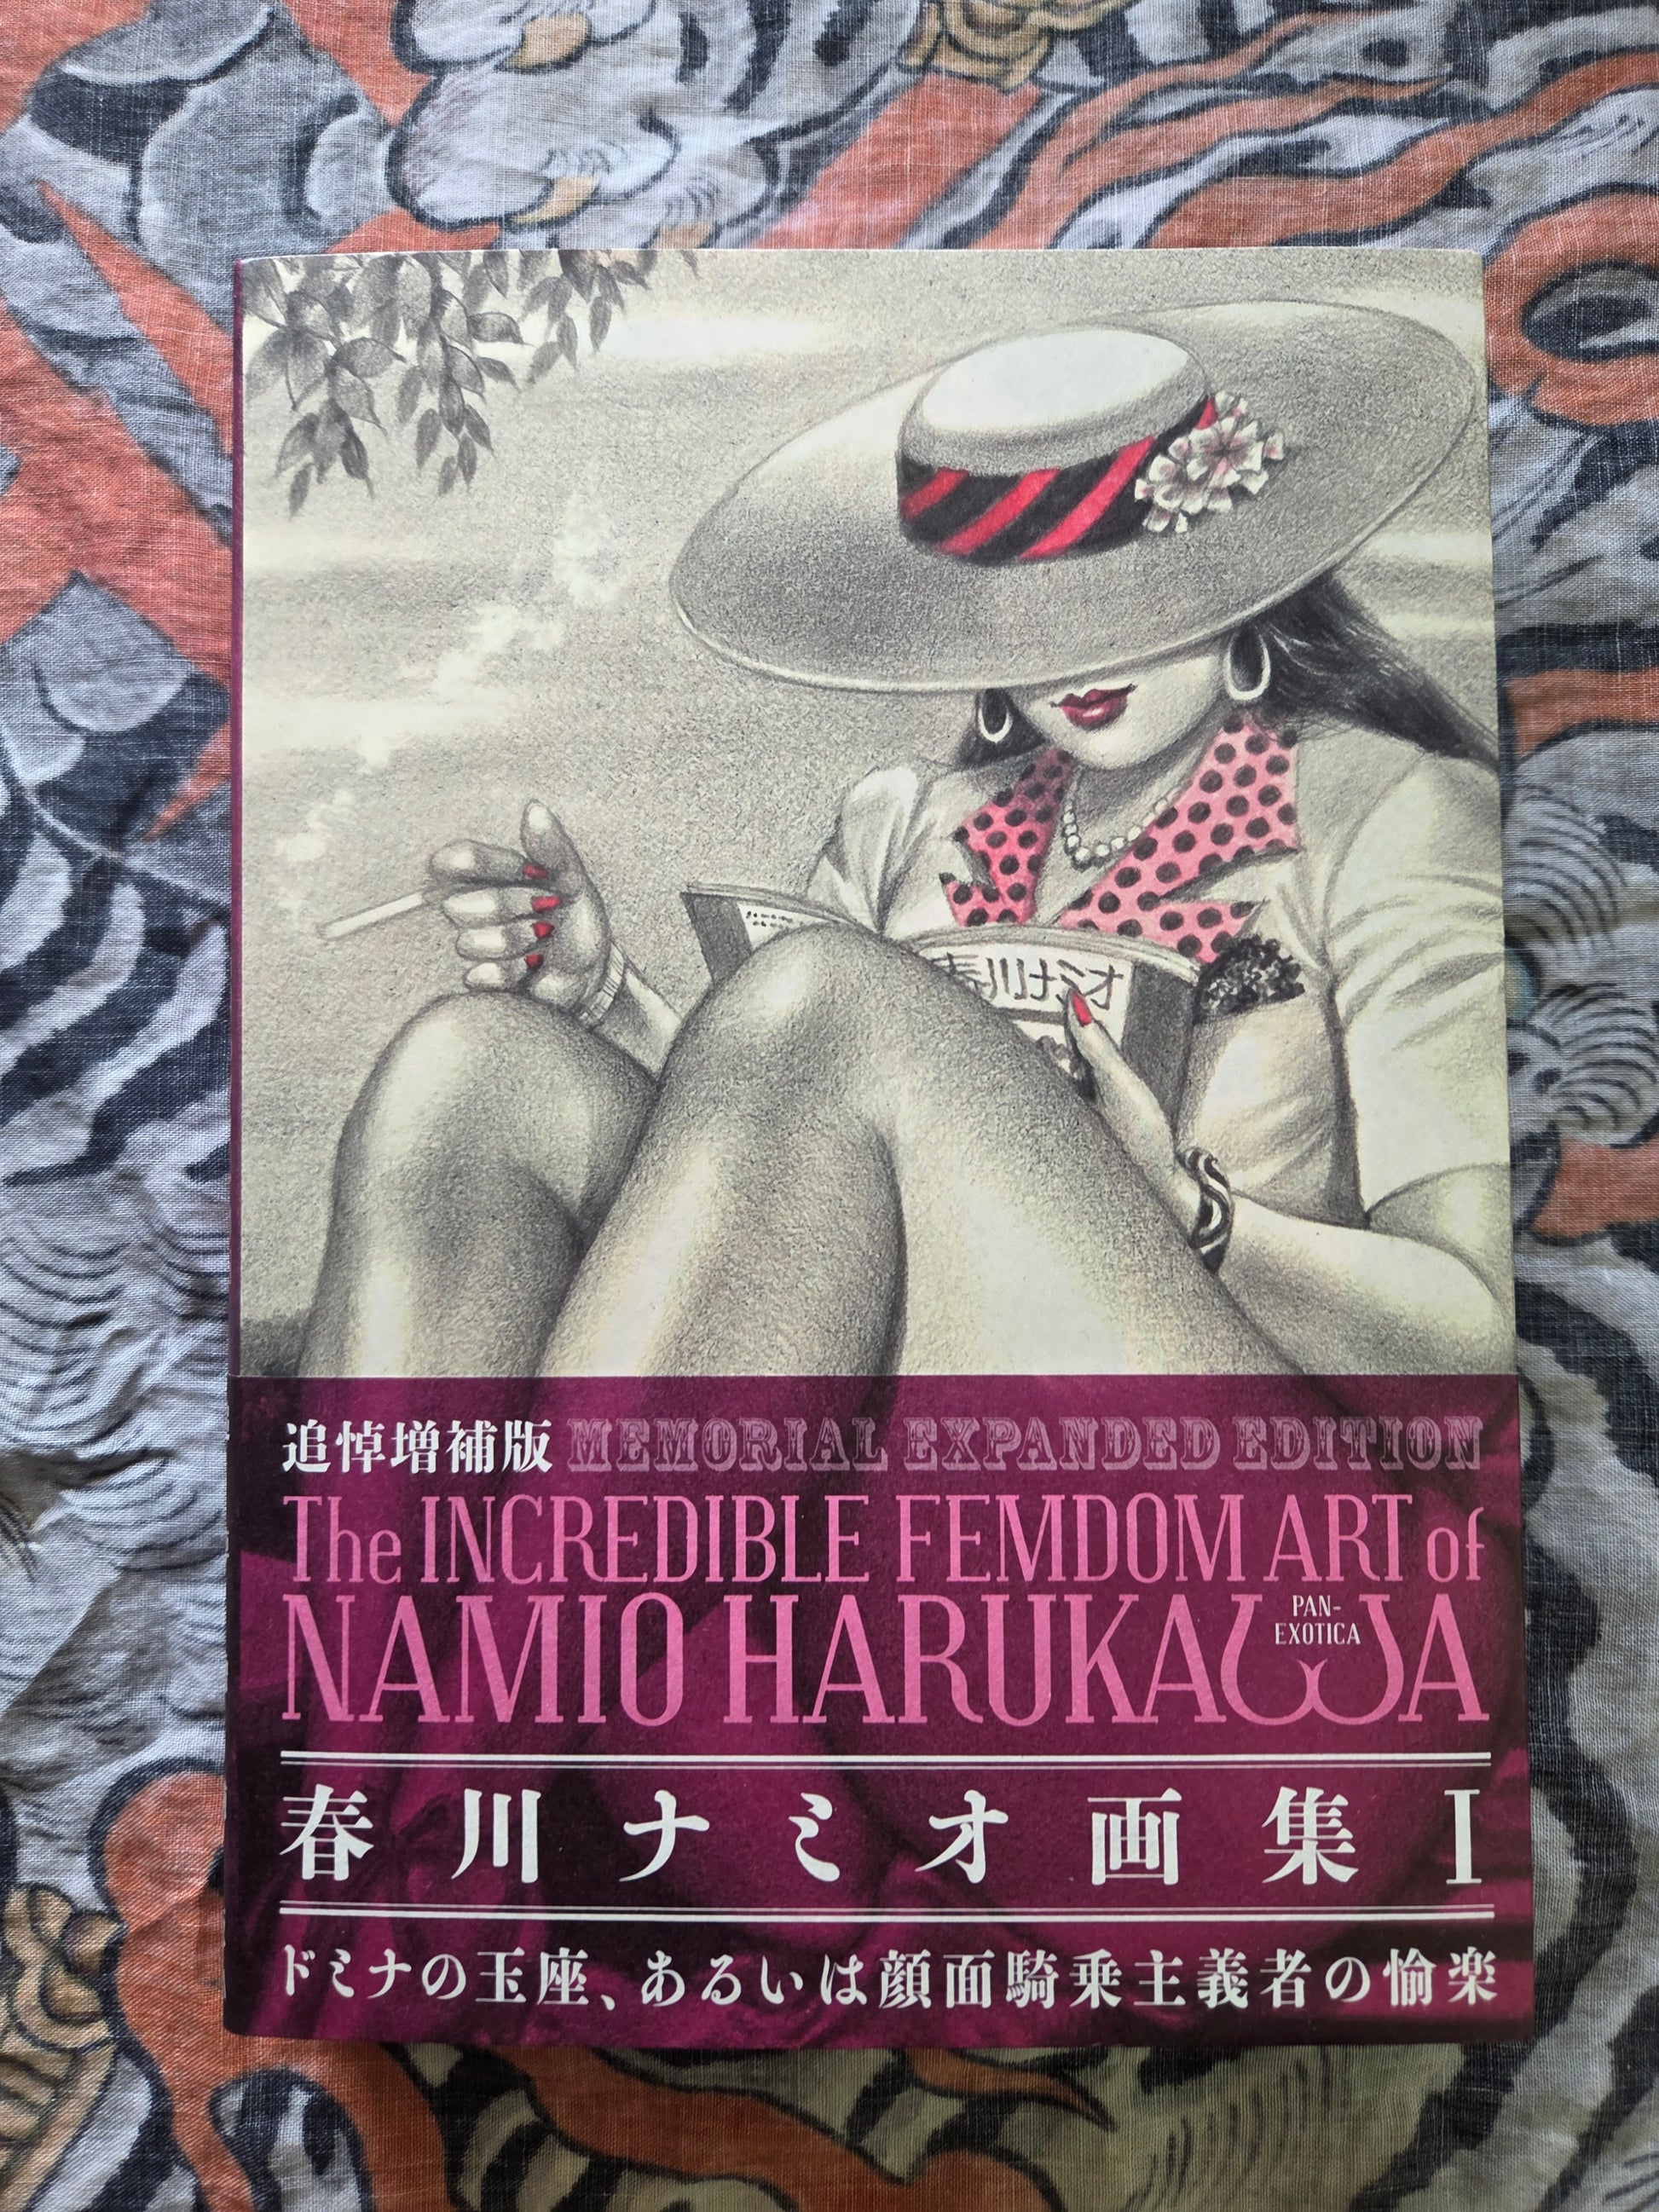 春川ナミオ
追悼増補版 MEMORIAL EXPANDED EDITION
The INCREDIBLE FEMDOM ART of
NAMIO HARUKAWA
PAN-
EXOTICA
春川ナミオ画集 I
ドミナの玉座、あるいは顔面騎乗主義者の愉楽